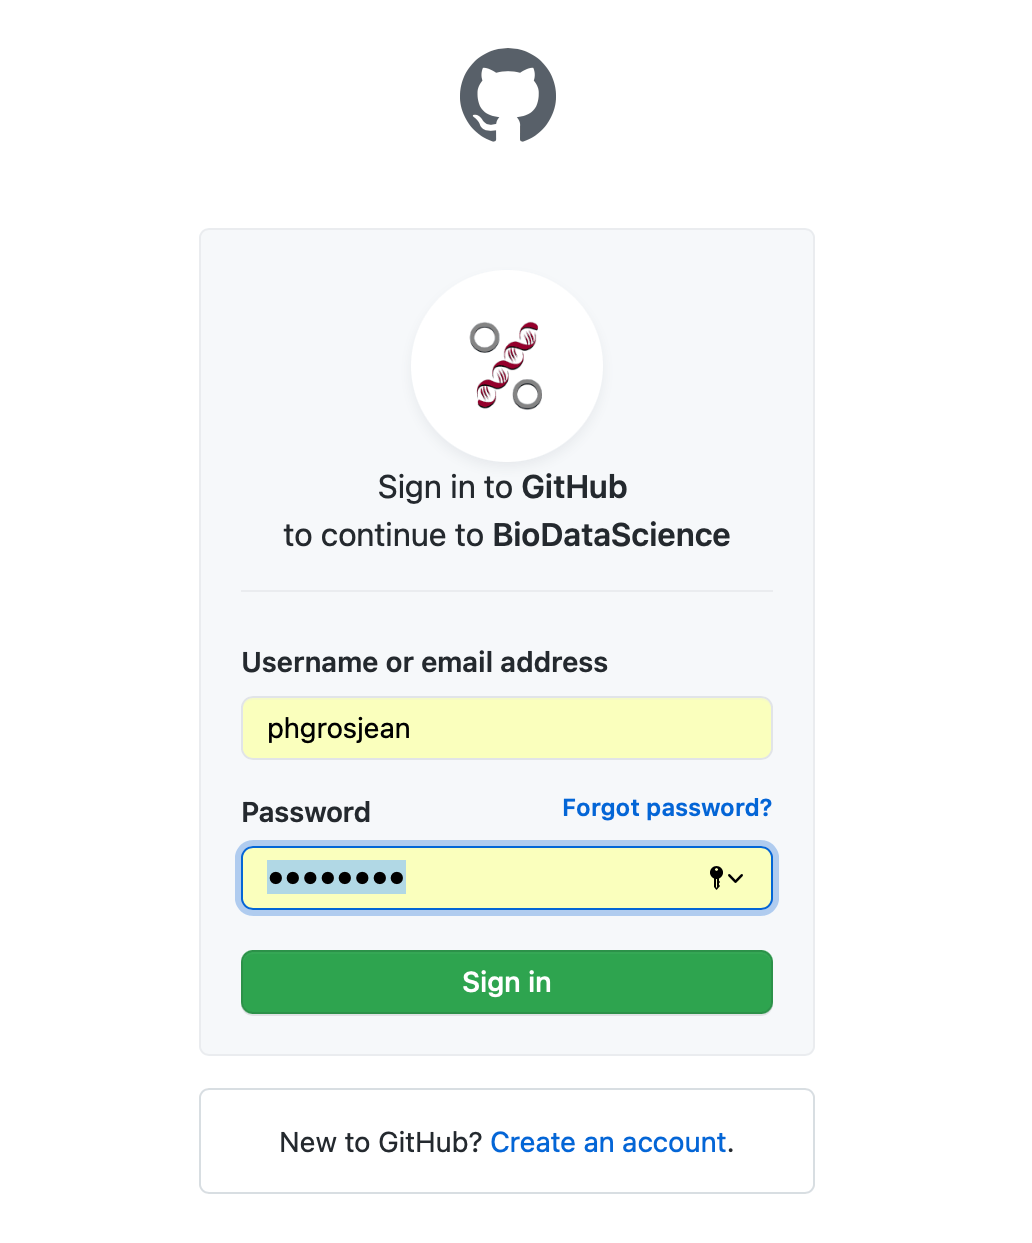 Sign in to GitHub
to continue to BioDataScience
Username or email address
phgrosjean
Password Forgot password?
●●●●●●●●
Sign in
New to GitHub? Create an account.